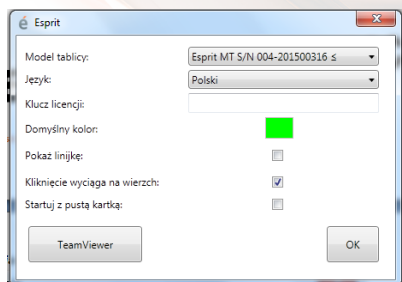 é Esprit
Model tablicy: Esprit MT S/N 004-201500316 ≤
Język: Polski
Klucz licencji:
Domyślny kolor:
Pokaż linijkę:
Kliknięcie wyciąga na wierzch:
Startuj z pustą kartką:
TeamViewer OK